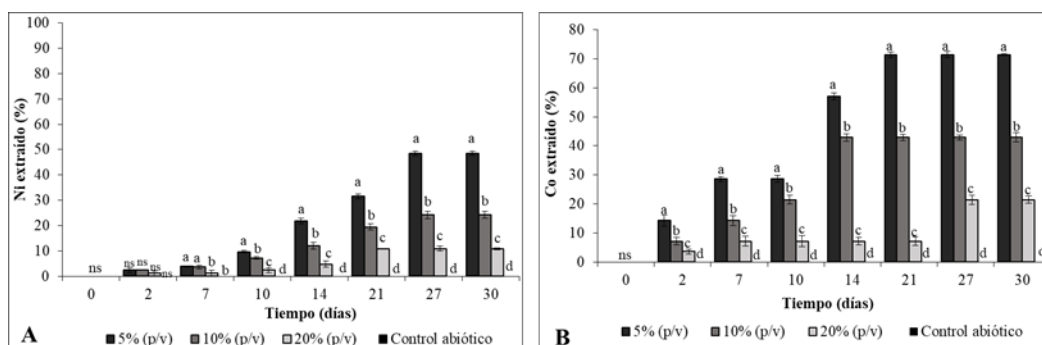 100
90
80
70
60
50
40
30
20
10
0
Ni extraído (%)
ns
ns ns ns ns
a a b b
a b c d
a b c d
a b c
a b c d
a b c d
0 2 7 10 14 21 27 30
Tiempo (días)
A
5% (p/v) 10% (p/v) 20% (p/v) Control abiótico
80
70
60
50
40
30
20
10
0
Co extraído (%)
ns
a b c d
a b c d
a b c d
a b c d
a b c d
a b c d
a b c d
0 2 7 10 14 21 27 30
Tiempo (días)
B
5% (p/v) 10% (p/v) 20% (p/v) Control abiótico